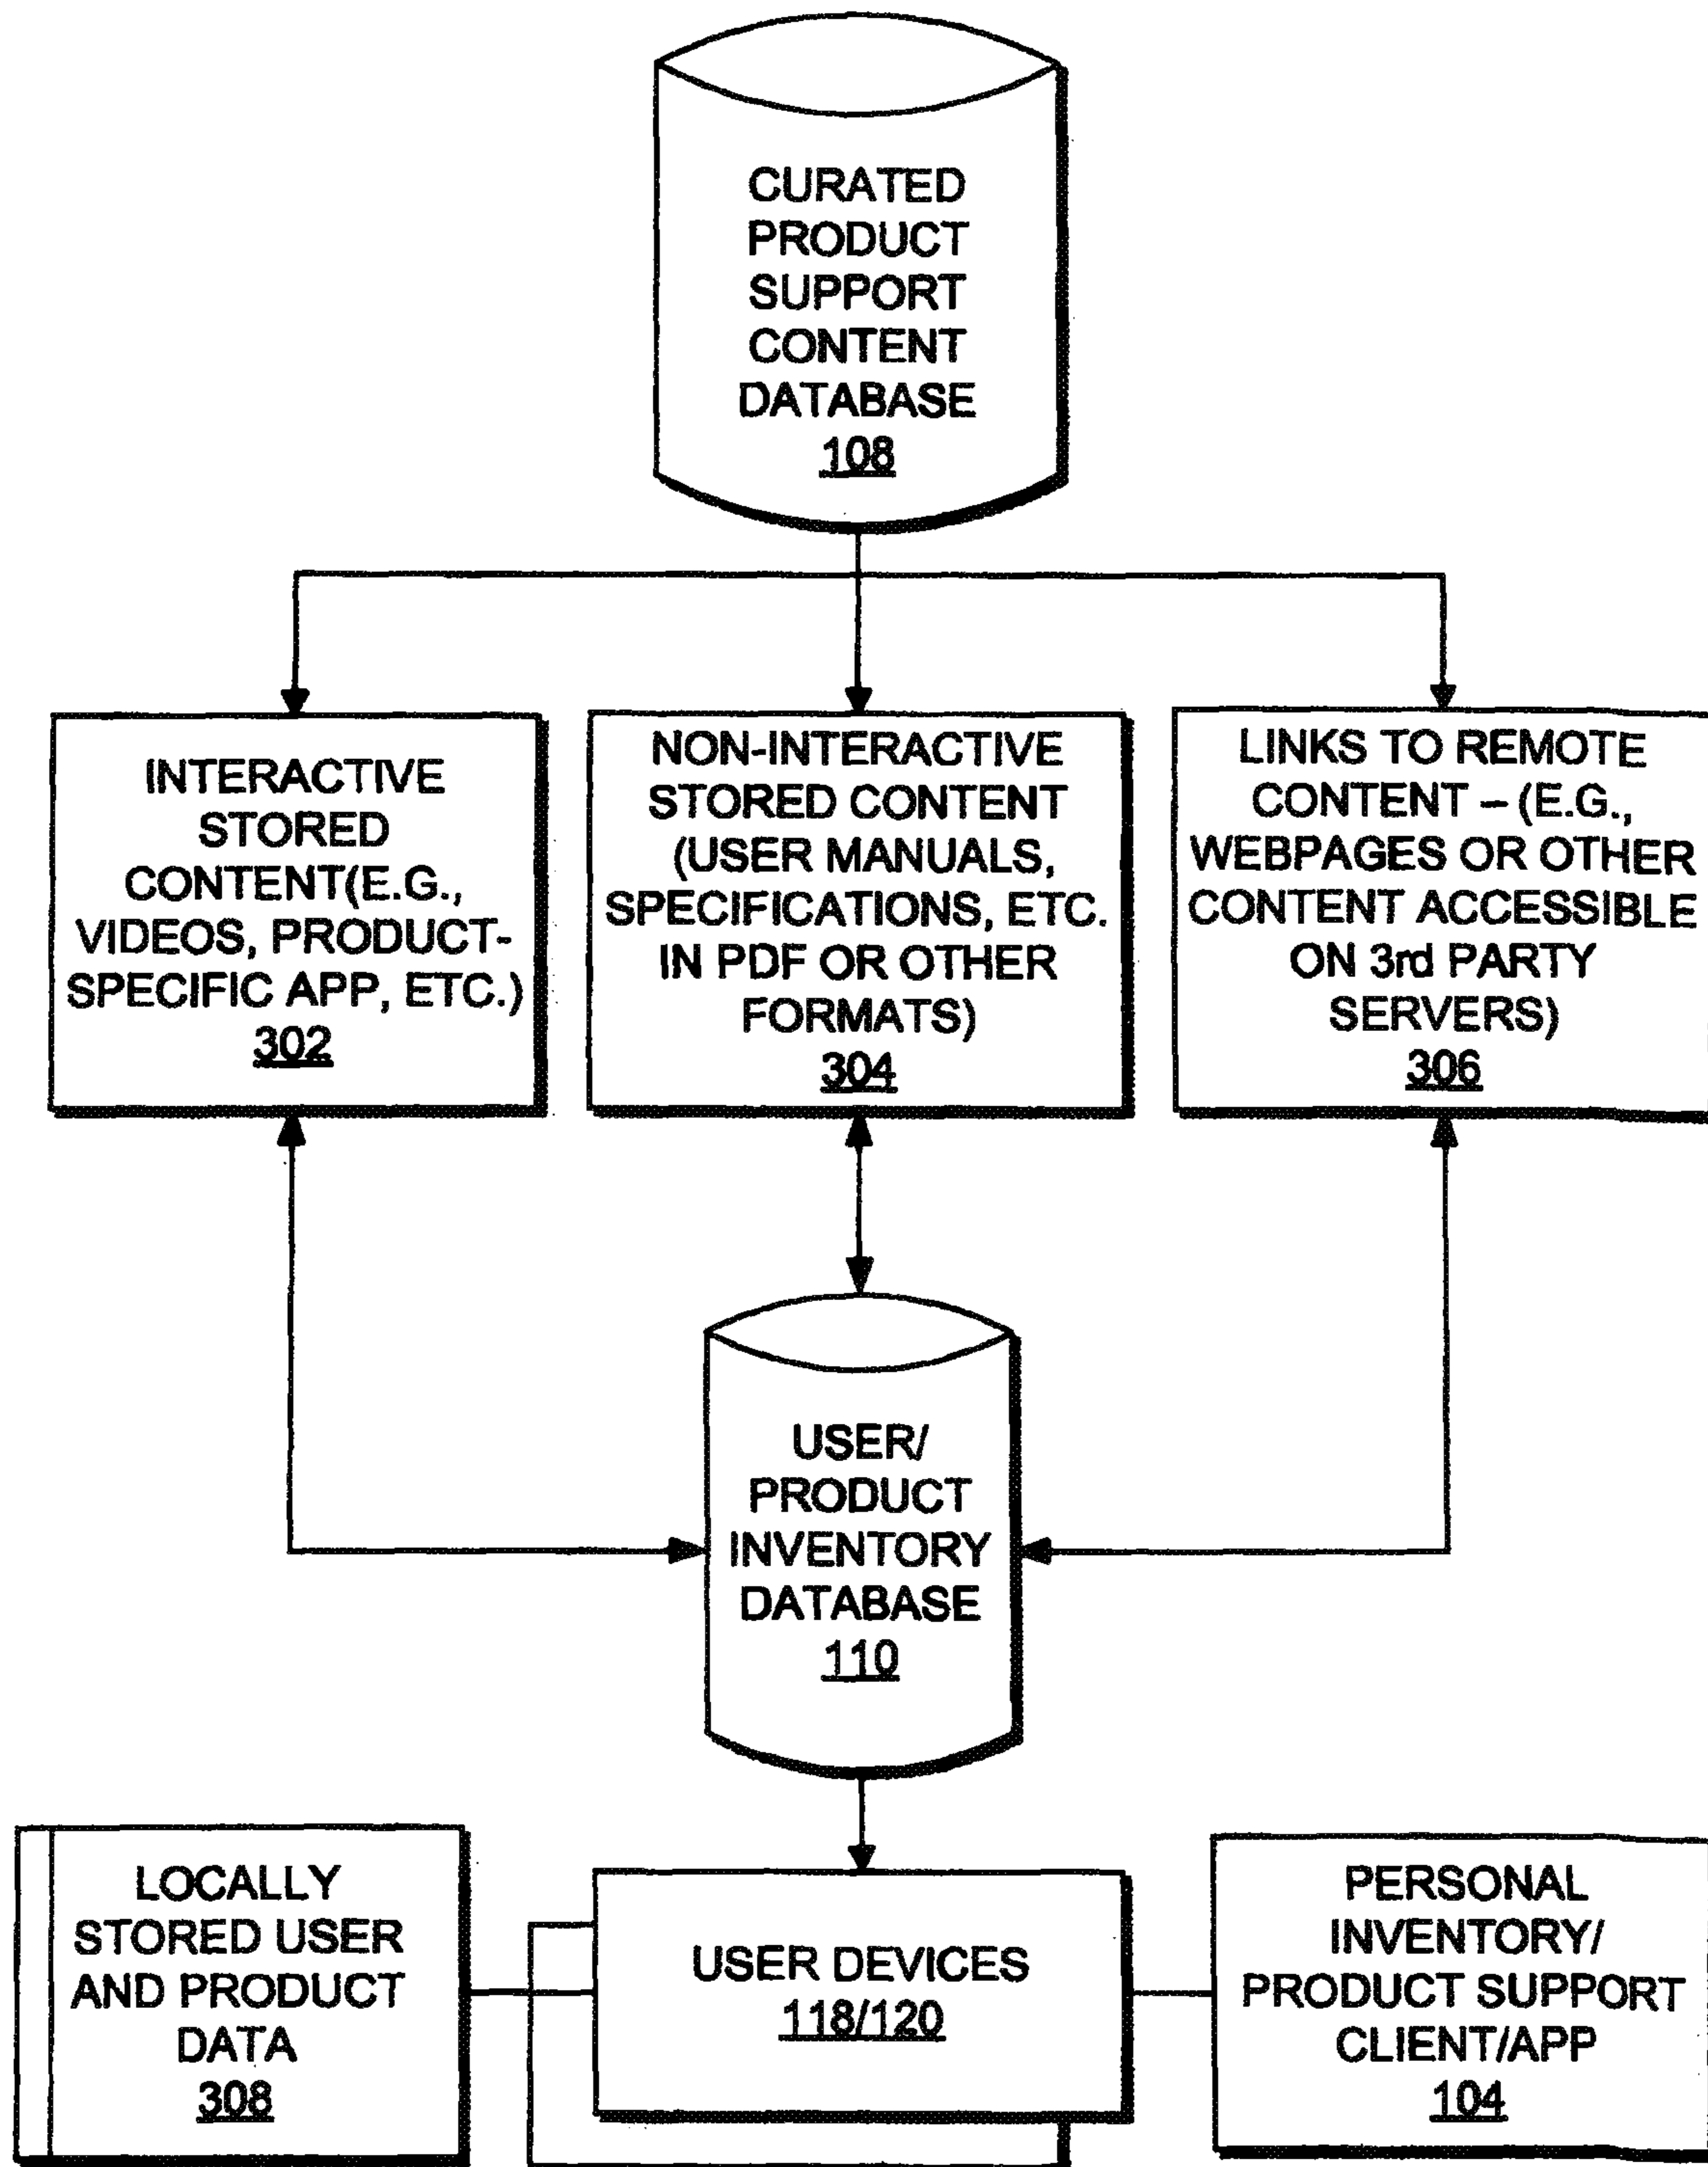 CURATED
PRODUCT
SUPPORT
CONTENT
DATABASE
108
INTERACTIVE
STORED
CONTENT(E.G.,
VIDEOS, PRODUCT-
SPECIFIC APP, ETC.)
302
NON-INTERACTIVE
STORED CONTENT
(USER MANUALS,
SPECIFICATIONS, ETC.
IN PDF OR OTHER
FORMATS)
304
LINKS TO REMOTE
CONTENT – (E.G.,
WEBPAGES OR OTHER
CONTENT ACCESSIBLE
ON 3rd PARTY
SERVERS)
306
USER/
PRODUCT
INVENTORY
DATABASE
110
LOCALLY
STORED USER
AND PRODUCT
DATA
308
USER DEVICES
118/120
PERSONAL
INVENTORY/
PRODUCT SUPPORT
CLIENT/APP
104